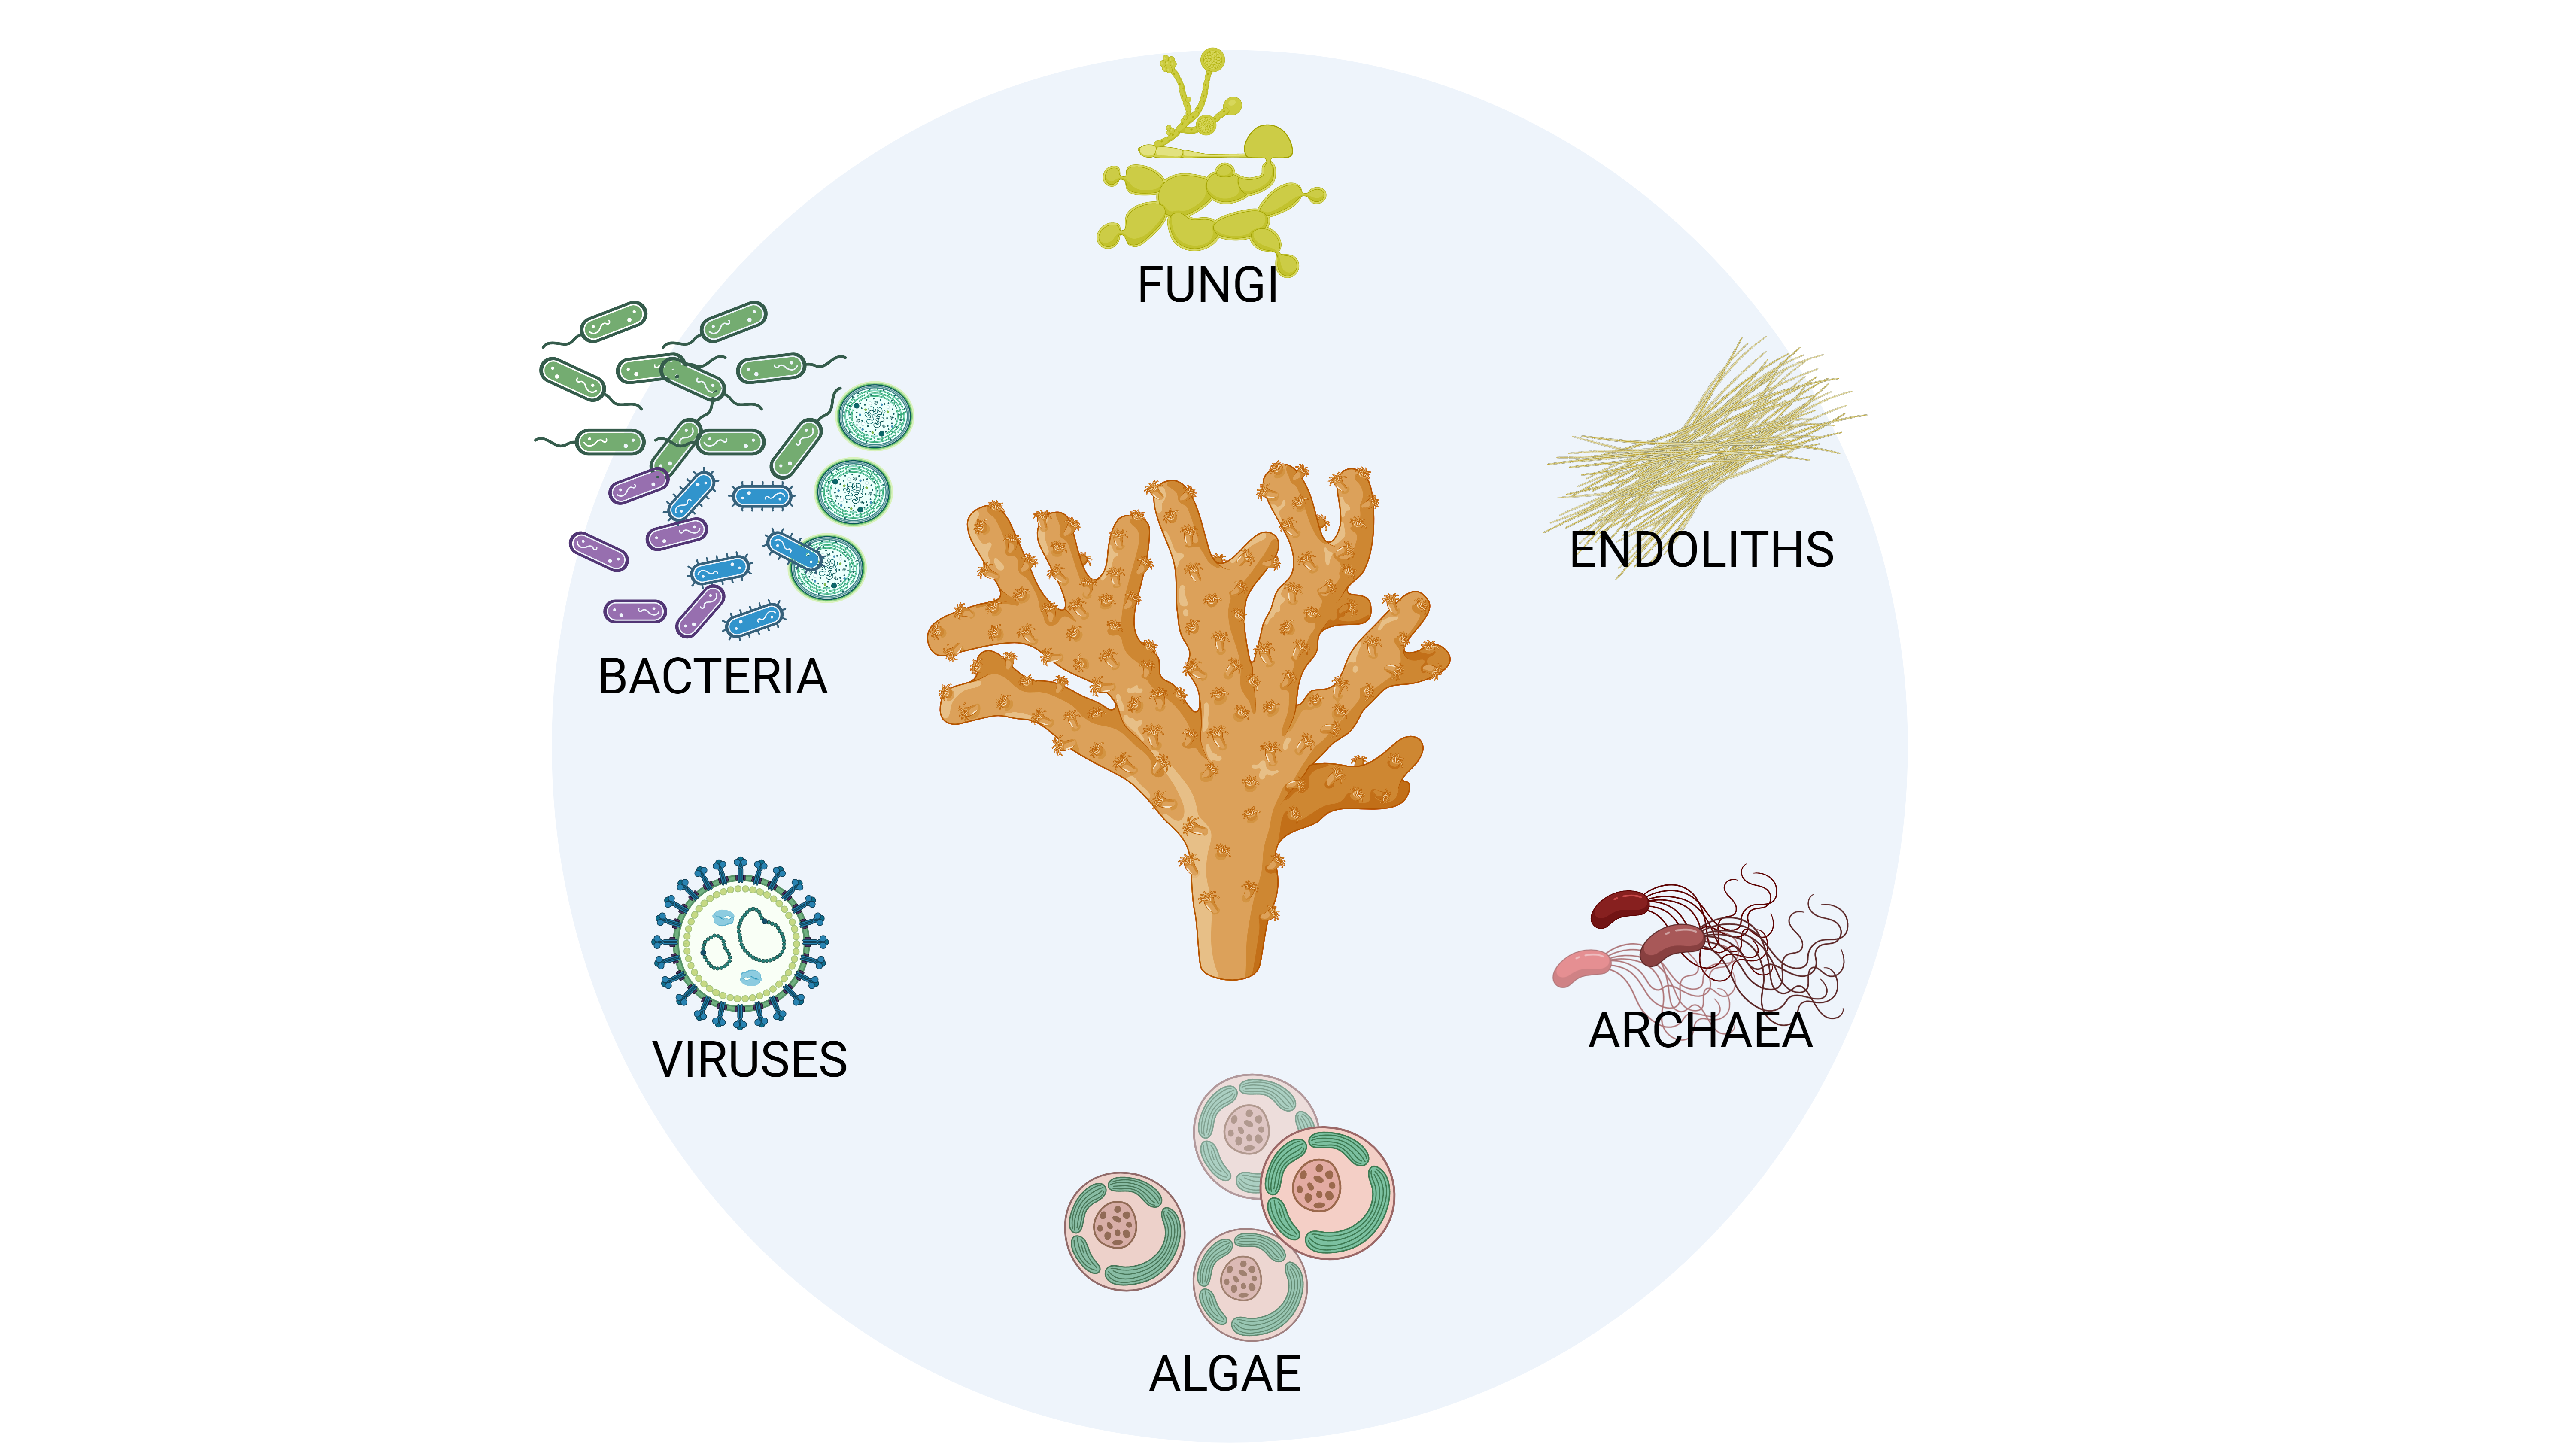 FUNGI
ENDOLITHS
BACTERIA
ARCHAEA
VIRUSES
ALGAE